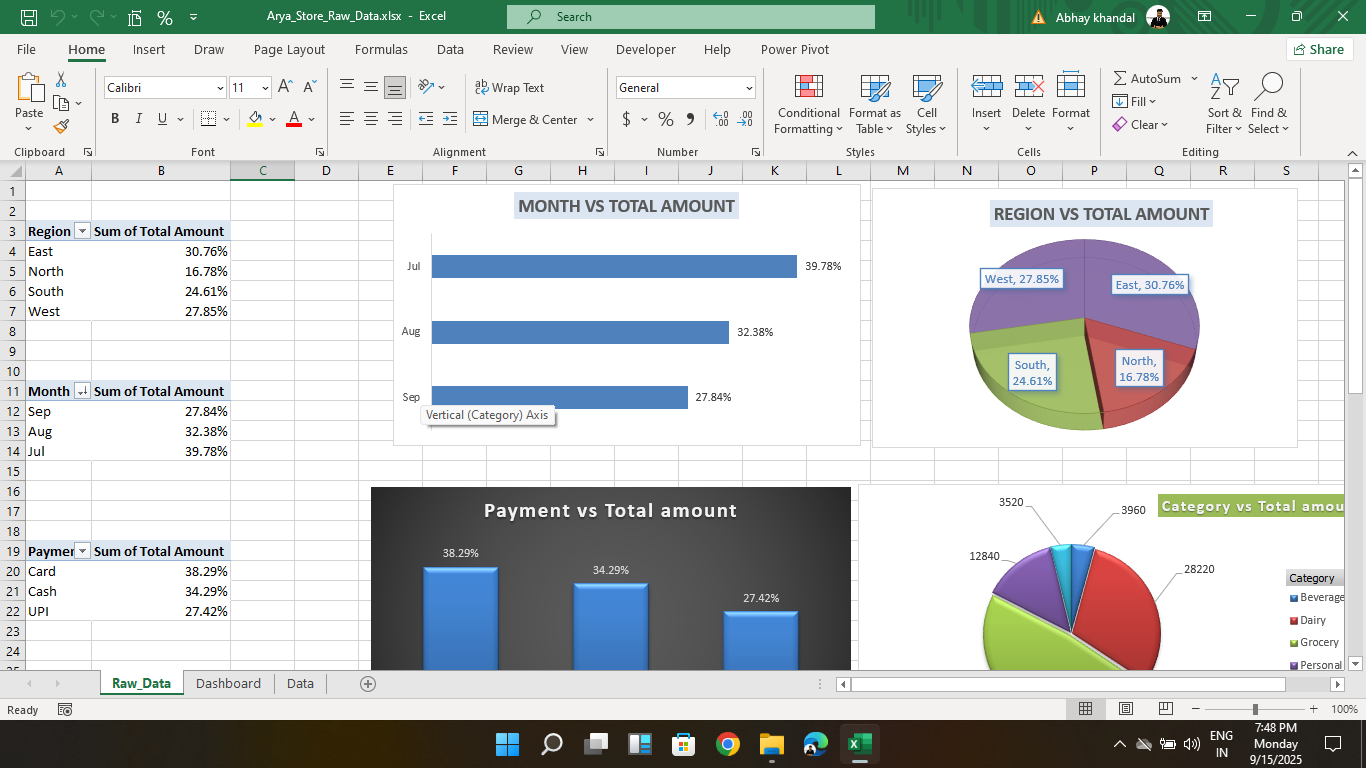 Arya_Store_Raw_Data.xlsx - Excel
Search
Abhay khandal
File Home Insert Draw Page Layout Formulas Data Review View Developer Help Power Pivot
Share
Paste
Clipboard
Calibri 11
B I U
Font
Wrap Text
Merge & Center
Alignment
General
$ % ,
Number
Conditional Formatting
Format as Table
Cell Styles
Styles
Insert Delete Format
Cells
AutoSum
Fill
Clear
Sort & Filter
Find & Select
Editing
A B C D E F G H I J K L M N O P Q R S
1
2
3 Region Sum of Total Amount
4 East 30.76%
5 North 16.78%
6 South 24.61%
7 West 27.85%
8
9
10
11 Month Sum of Total Amount
12 Sep 27.84%
13 Aug 32.38%
14 Jul 39.78%
15
16
17
18
19 Paymen Sum of Total Amount
20 Card 38.29%
21 Cash 34.29%
22 UPI 27.42%
23
24
MONTH VS TOTAL AMOUNT
Jul 39.78%
Aug 32.38%
Sep 27.84%
Vertical (Category) Axis
REGION VS TOTAL AMOUNT
West, 27.85%
East, 30.76%
South,
24.61%
North,
16.78%
Payment vs Total amount
38.29%
34.29%
27.42%
Category vs Total amou
3520
3960
12840
28220
Category
Beverage
Dairy
Grocery
Personal
Raw_Data Dashboard Data
Ready
100%
ENG
IN
7:48 PM
Monday
9/15/2025